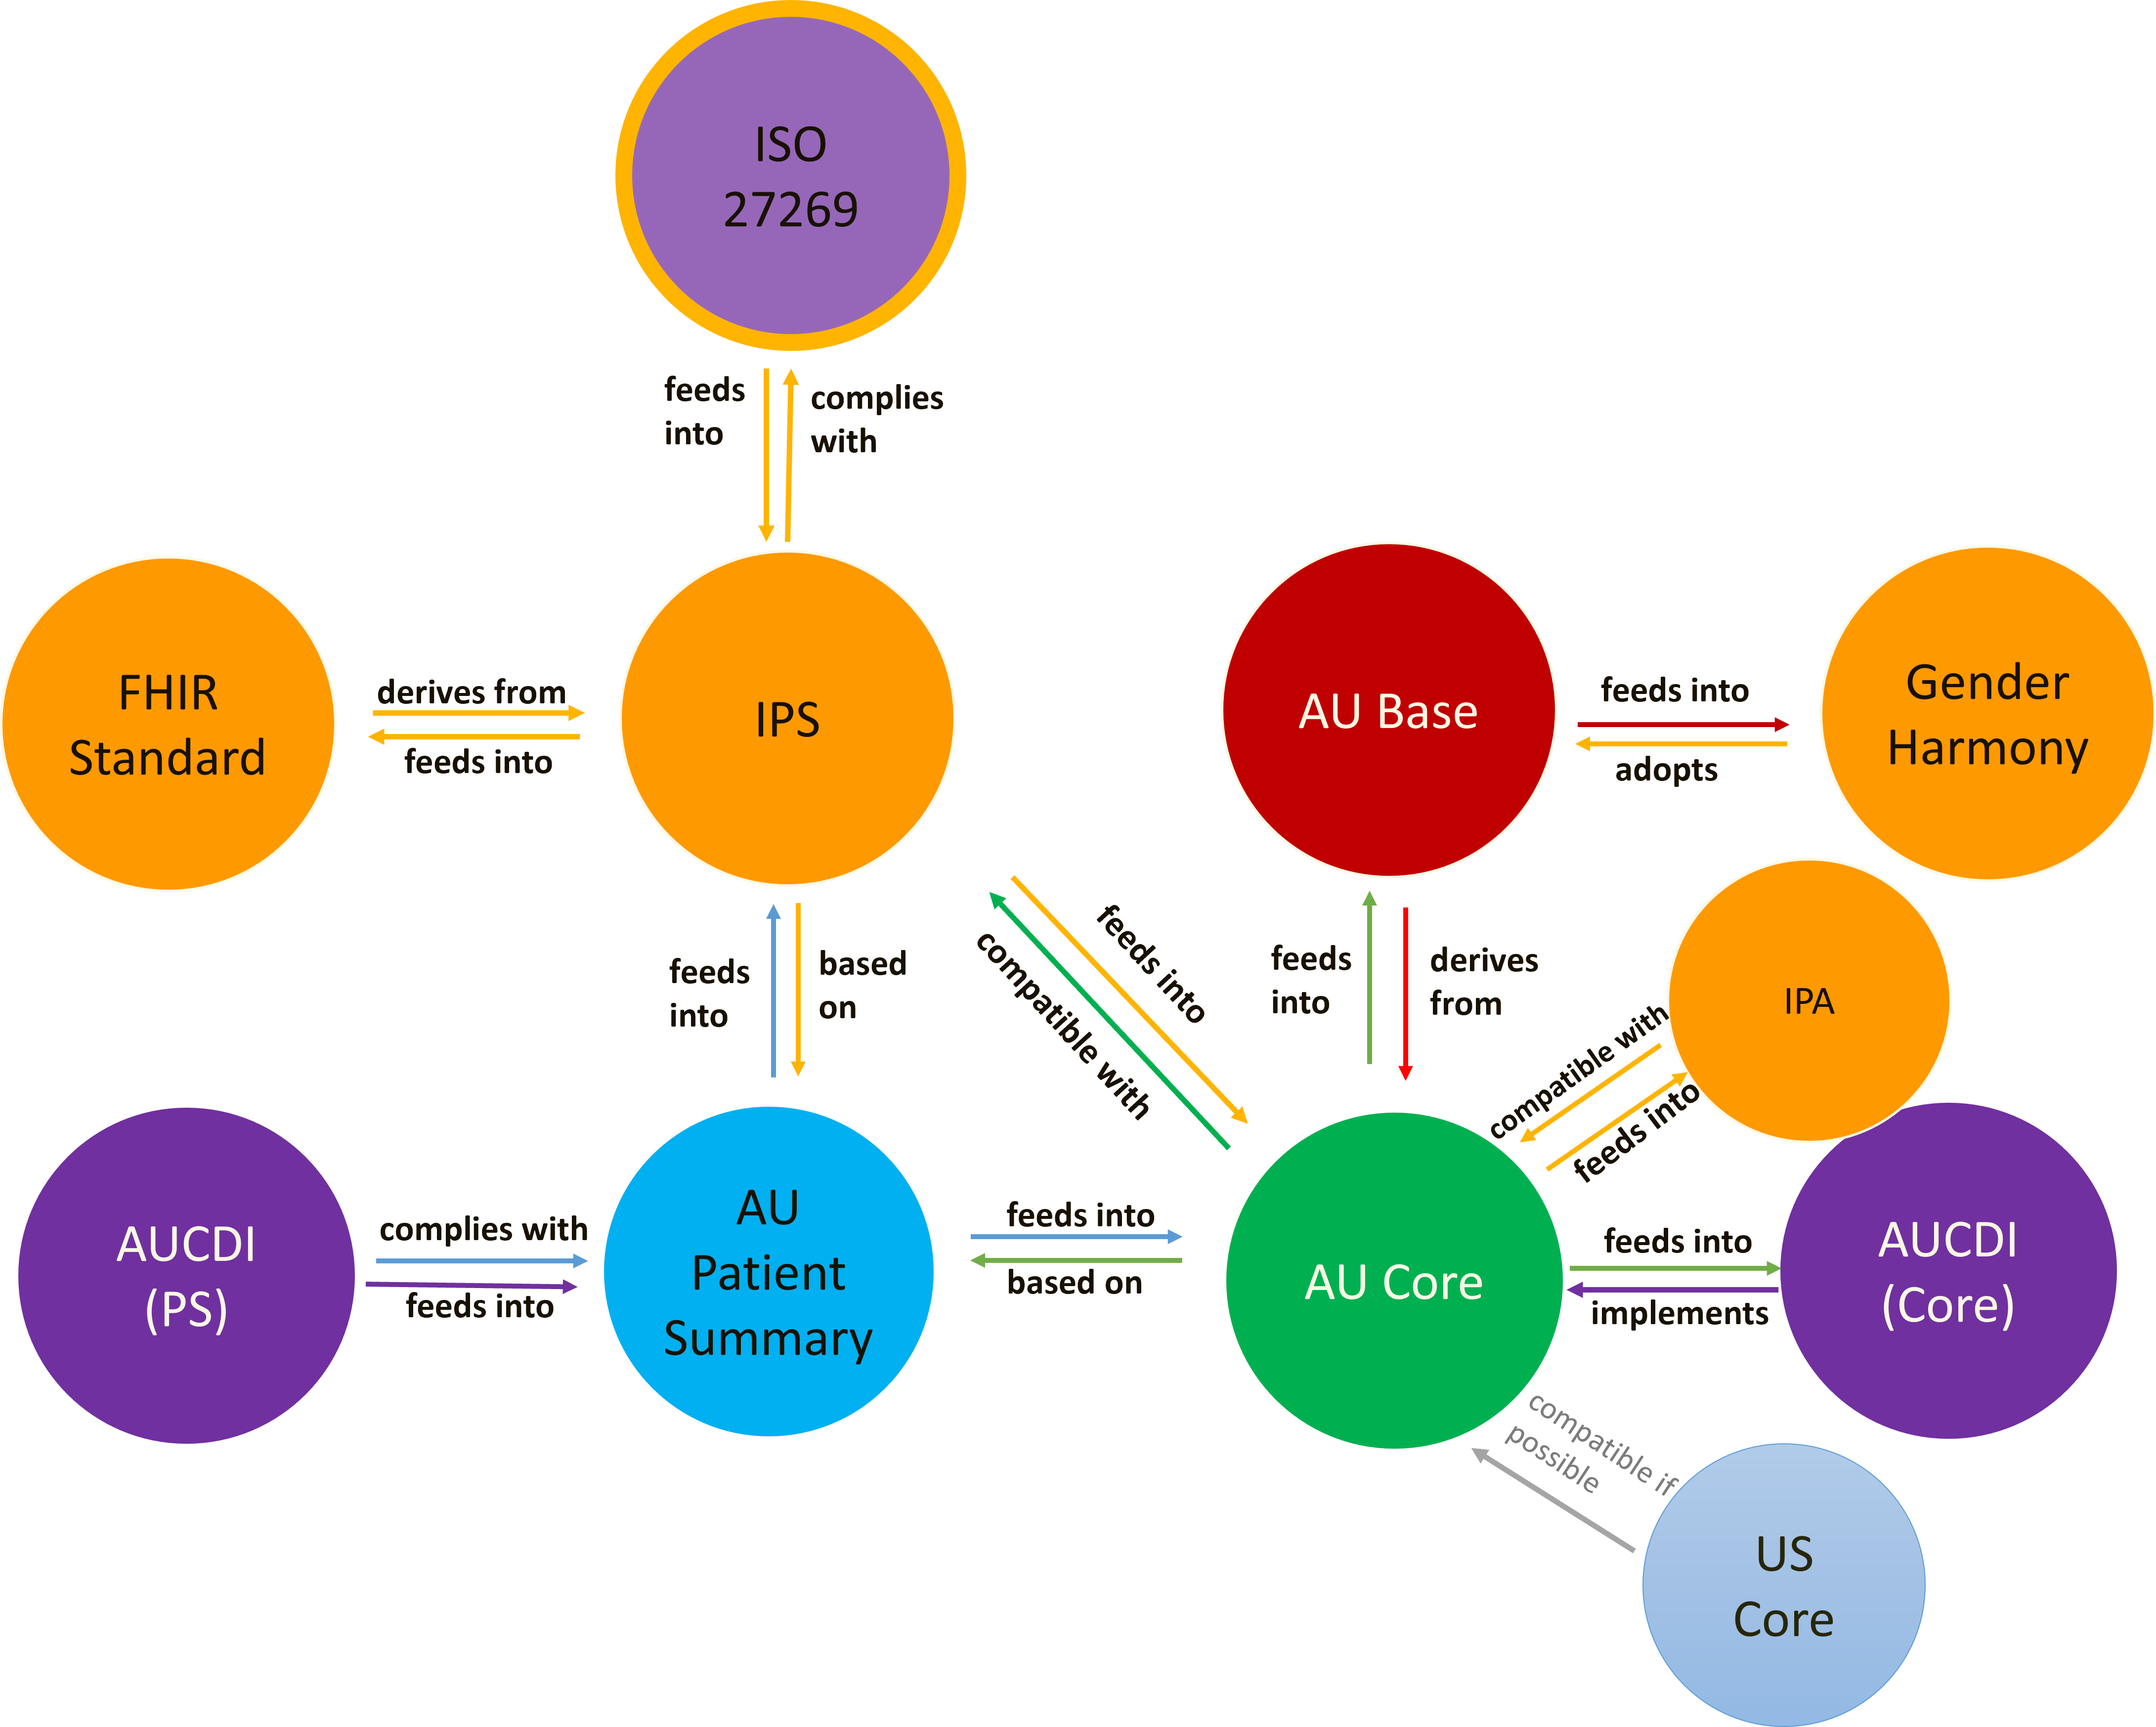 ISO
27269
feeds
into
complies
with
FHIR
Standard
derives from
feeds into
IPS
AU Base
feeds into
adopts
Gender
Harmony
feeds
into
based
on
feeds into
compatible with
feeds
into
derives
from
IPA
compatible with
feeds into
AUCDI
(PS)
complies with
feeds into
AU
Patient
Summary
feeds into
based on
AU Core
feeds into
implements
AUCDI
(Core)
compatible if
possible
US
Core